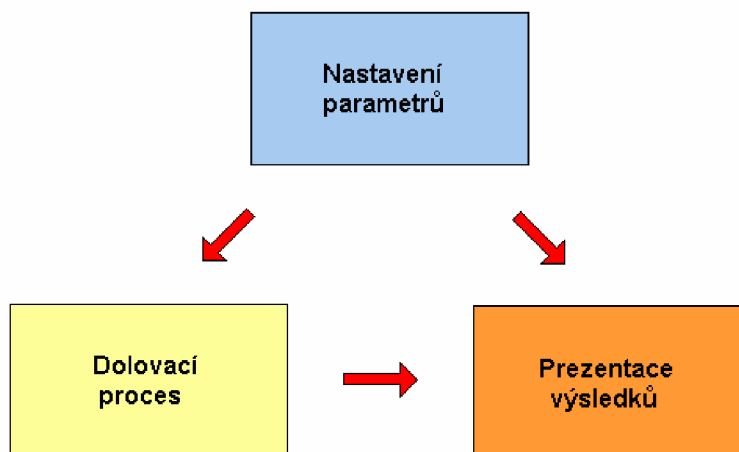 Nastavení
parametrů
Dolovací
proces
Prezentace
výsledků